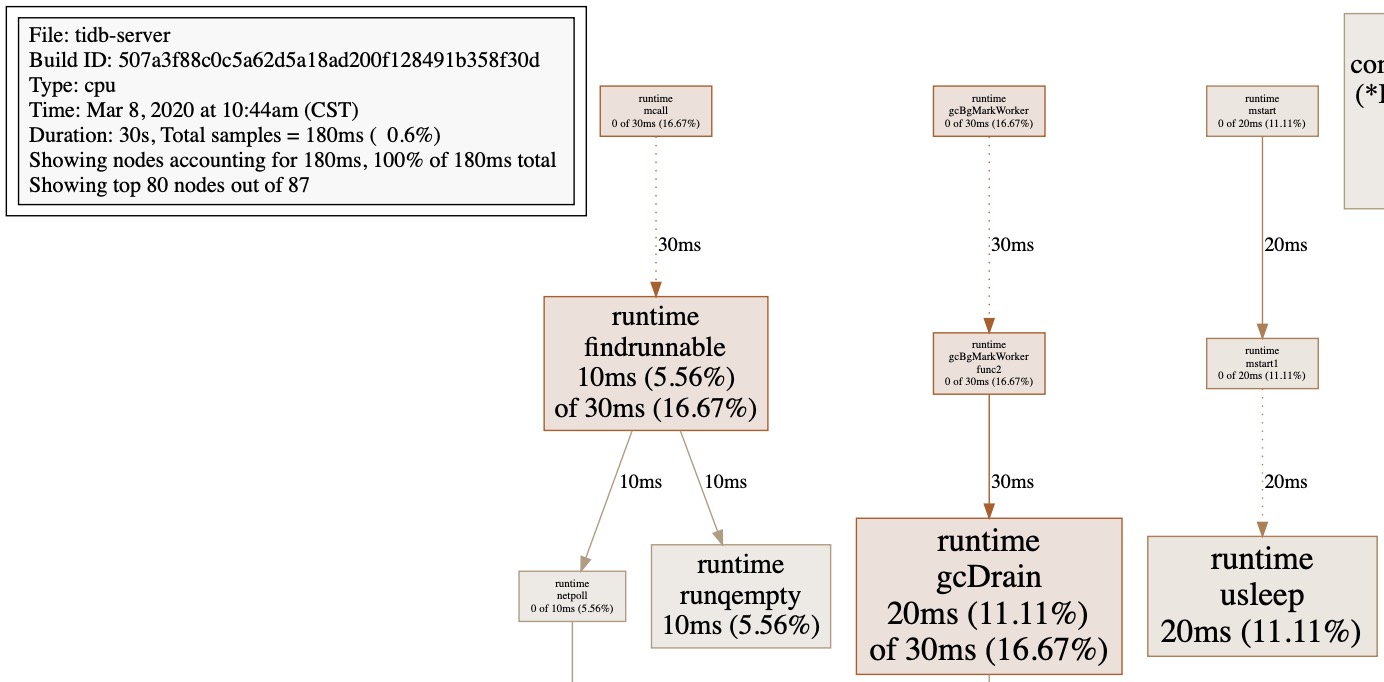 File: tidb-server
Build ID: 507a3f88c0c5a62d5a18ad200f128491b358f30d
Type: cpu
Time: Mar 8, 2020 at 10:44am (CST)
Duration: 30s, Total samples = 180ms ( 0.6%)
Showing nodes accounting for 180ms, 100% of 180ms total
Showing top 80 nodes out of 87
runtime
mcall
0 of 30ms (16.67%)
runtime
gcBgMarkWorker
0 of 30ms (16.67%)
runtime
mstart
0 of 20ms (11.11%)
30ms
30ms
20ms
runtime
findrunnable
10ms (5.56%)
of 30ms (16.67%)
runtime
gcBgMarkWorker
func2
0 of 30ms (16.67%)
runtime
mstart1
0 of 20ms (11.11%)
10ms
10ms
30ms
20ms
runtime
netpoll
0 of 10ms (5.56%)
runtime
runqempty
10ms (5.56%)
runtime
gcDrain
20ms (11.11%)
of 30ms (16.67%)
runtime
usleep
20ms (11.11%)